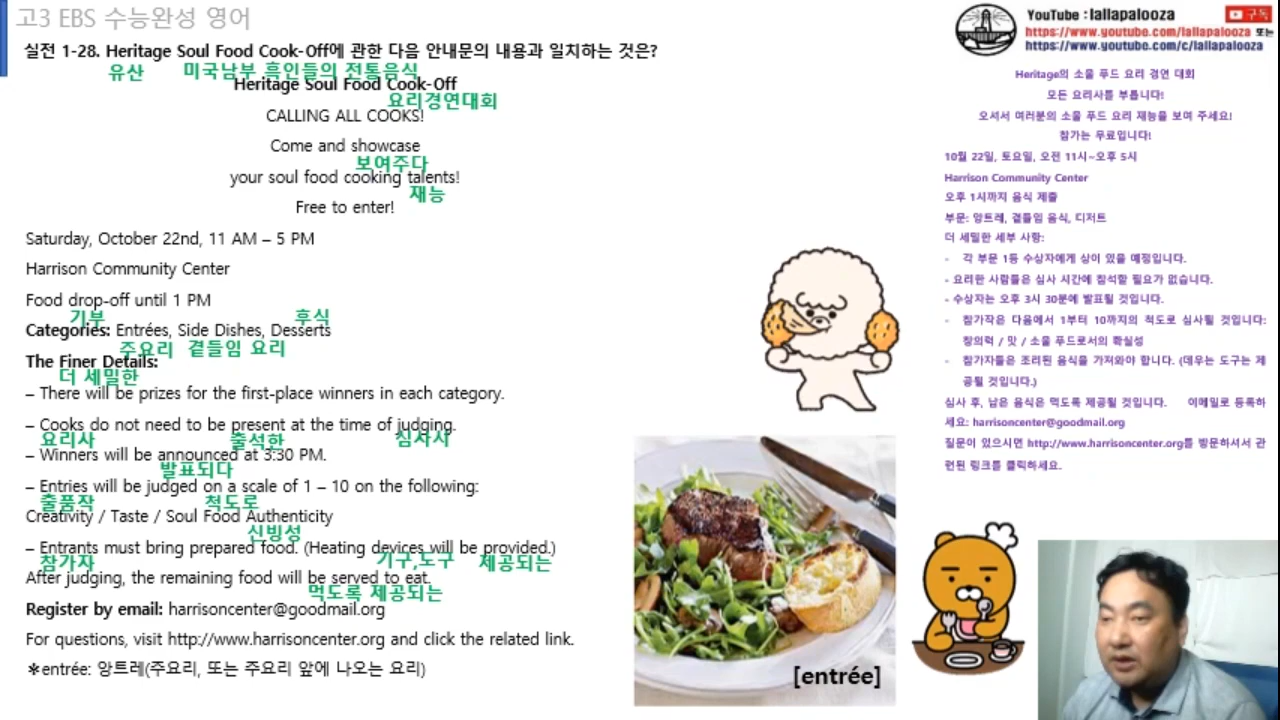 고3 EBS 수능완성 영어
실전 1-28. Heritage Soul Food Cook-Off에 관한 다음 안내문의 내용과 일치하는 것은?
유산 미국남부 흑인들의 전통음식
Heritage Soul Food Cook-Off
요리경연대회
CALLING ALL COOKS!
Come and showcase
보여주다
your soul food cooking talents!
재능
Free to enter!
Saturday, October 22nd, 11 AM – 5 PM
Harrison Community Center
Food drop-off until 1 PM
기부 후식
Categories: Entrées, Side Dishes, Desserts
주요리 곁들임 요리
The Finer Details:
더 세밀한
– There will be prizes for the first-place winners in each category.
– Cooks do not need to be present at the time of judging.
요리사 출석한 심사사
– Winners will be announced at 3:30 PM.
발표되다
– Entries will be judged on a scale of 1 – 10 on the following:
출품작 척도로
Creativity / Taste / Soul Food Authenticity
신빙성
– Entrants must bring prepared food. (Heating devices will be provided.)
참가자 기구,도구 제공되는
After judging, the remaining food will be served to eat.
먹도록 제공되는
Register by email: harrisoncenter@goodmail.org
For questions, visit http://www.harrisoncenter.org and click the related link.
*entrée: 앙트레(주요리, 또는 주요리 앞에 나오는 요리)
[entrée]
YouTube : lallapalooza 구독
https://www.youtube.com/lallapalooza 또는
https://www.youtube.com/c/lallapalooza
Heritage의 소울 푸드 요리 경연 대회
모든 요리사를 부릅니다!
오셔서 여러분의 소울 푸드 요리 재능을 보여 주세요!
참가는 무료입니다!
10월 22일, 토요일, 오전 11시~오후 5시
Harrison Community Center
오후 1시까지 음식 제출
부문: 앙트레, 곁들임 음식, 디저트
더 세밀한 세부 사항:
- 각 부문 1등 수상자에게 상이 있을 예정입니다.
- 요리한 사람들은 심사 시간에 참석할 필요가 없습니다.
- 수상자는 오후 3시 30분에 발표될 것입니다.
- 참가작은 다음에서 1부터 10까지의 척도로 심사될 것입니다:
창의력 / 맛 / 소울 푸드로서의 확실성
- 참가자들은 조리된 음식을 가져와야 합니다. (데우는 도구는 제
공될 것입니다.)
심사 후, 남은 음식은 먹도록 제공될 것입니다. 이메일로 등록하
세요: harrisoncenter@goodmail.org
질문이 있으시면 http://www.harrisoncenter.org를 방문하셔서 관
련된 링크를 클릭하세요.